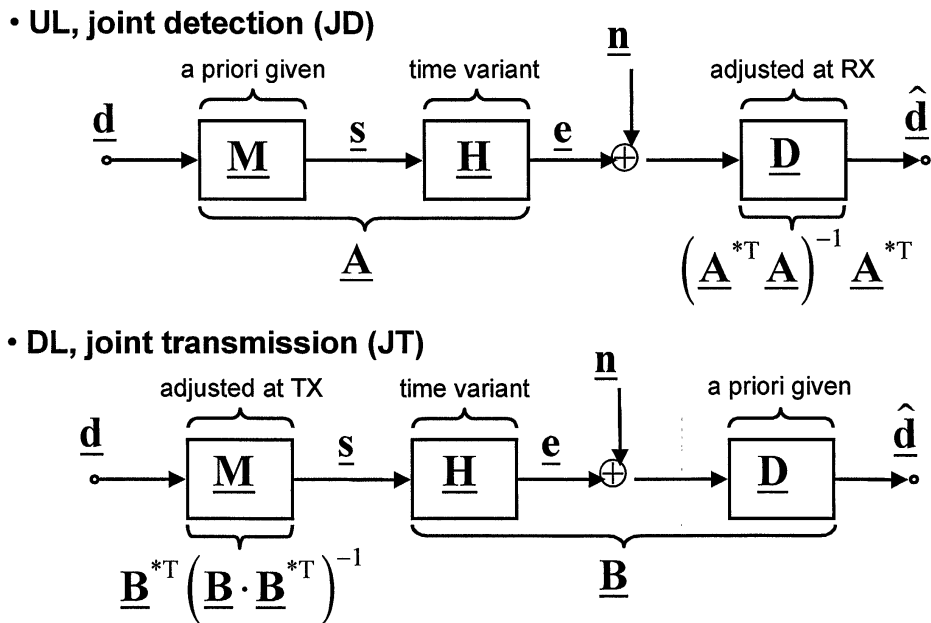 • UL, joint detection (JD)
n
a priori given
time variant
adjusted at RX
d
s
e
d̂
M
H
D
A
(A*T A)−1 A*T
• DL, joint transmission (JT)
n
adjusted at TX
time variant
a priori given
d
s
e
d̂
M
H
D
B*T (B · B*T)−1
B